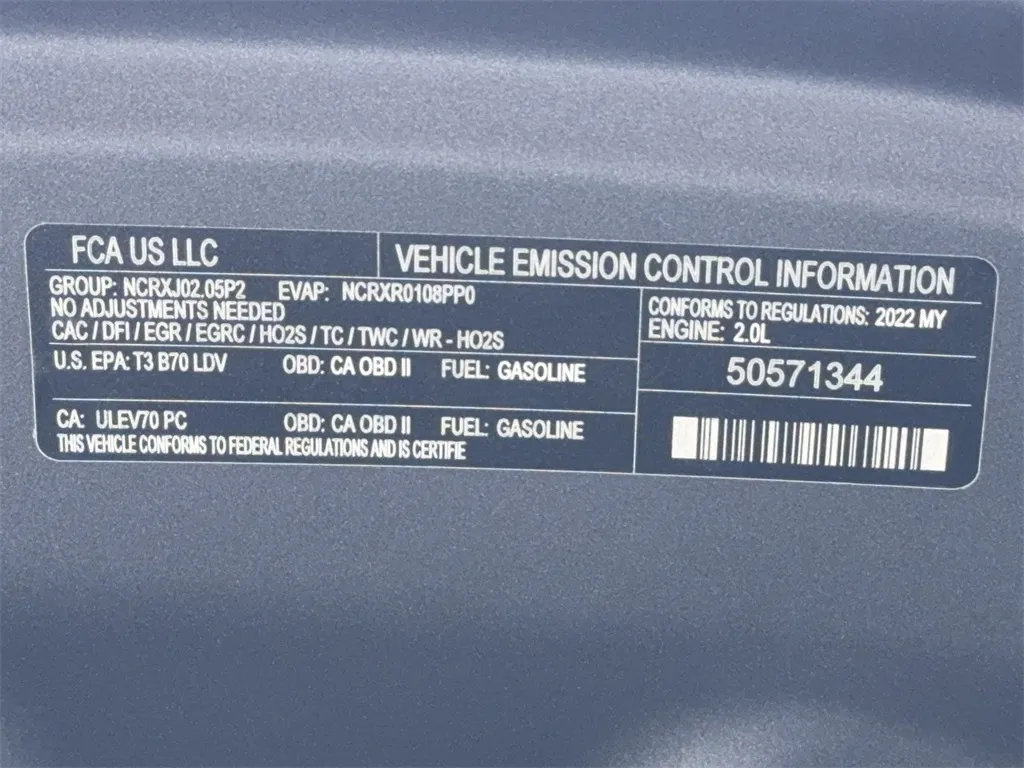 FCA US LLC
VEHICLE EMISSION CONTROL INFORMATION
GROUP: NCRXJ02.05P2 EVAP: NCRXR0108PP0
NO ADJUSTMENTS NEEDED
CAC / DFI / EGR / EGRC / HO2S / TC / TWC / WR - HO2S
U.S. EPA: T3 B70 LDV OBD: CA OBD II FUEL: GASOLINE
CA: ULEV70 PC OBD: CA OBD II FUEL: GASOLINE
THIS VEHICLE CONFORMS TO FEDERAL REGULATIONS AND IS CERTIFIE
CONFORMS TO REGULATIONS: 2022 MY
ENGINE: 2.0L
50571344